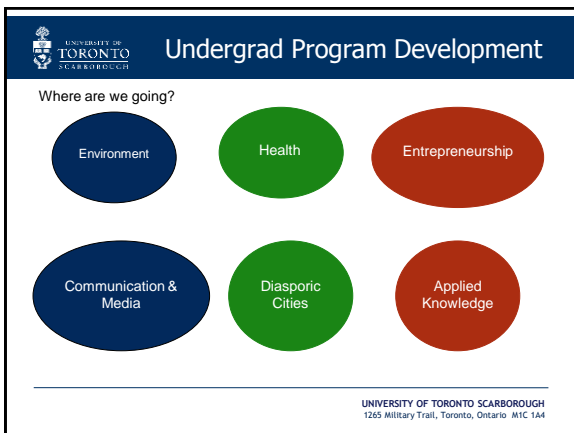 UNIVERSITY OF
TORONTO
SCARBOROUGH
Undergrad Program Development
Where are we going?
Environment
Health
Entrepreneurship
Communication &
Media
Diasporic
Cities
Applied
Knowledge
UNIVERSITY OF TORONTO SCARBOROUGH
1265 Military Trail, Toronto, Ontario M1C 1A4